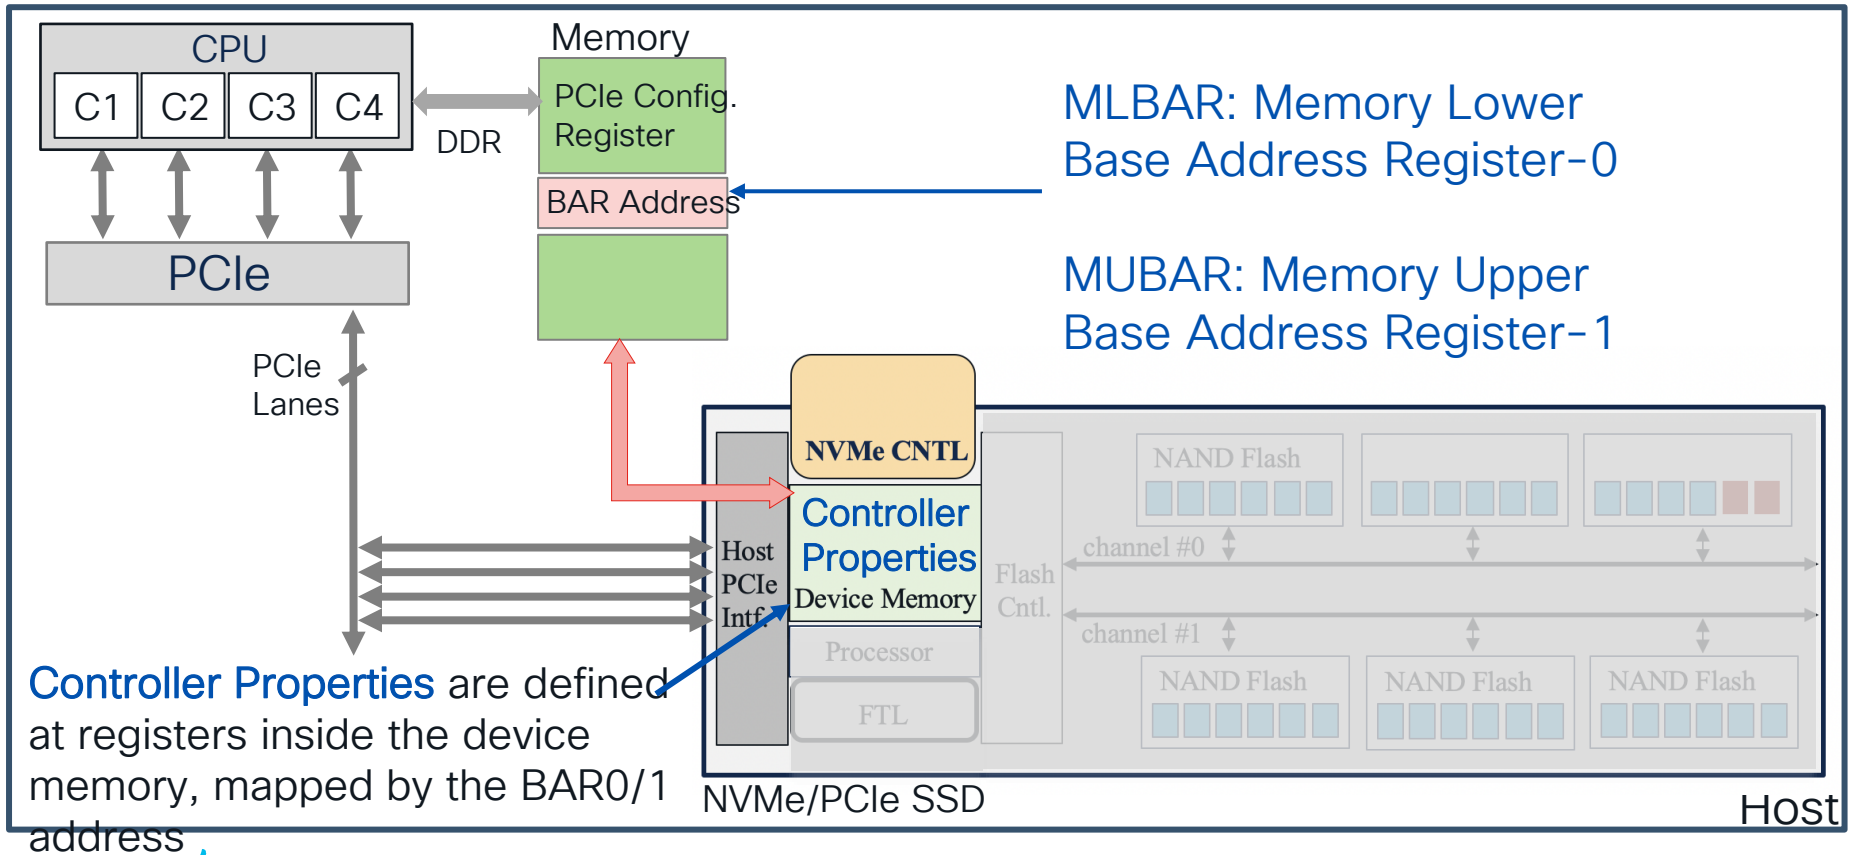 CPU
C1 C2 C3 C4
DDR
Memory
PCIe Config.
Register
BAR Address
MLBAR: Memory Lower
Base Address Register-0
MUBAR: Memory Upper
Base Address Register-1
PCIe
PCIe
Lanes
NVMe CNTL
Controller
Properties
Device Memory
Host
PCIe
Intf.
Processor
FTL
Flash
Cntl.
NAND Flash
channel #0
channel #1
NAND Flash
NAND Flash
NAND Flash
Controller Properties are defined
at registers inside the device
memory, mapped by the BAR0/1
address
NVMe/PCIe SSD
Host